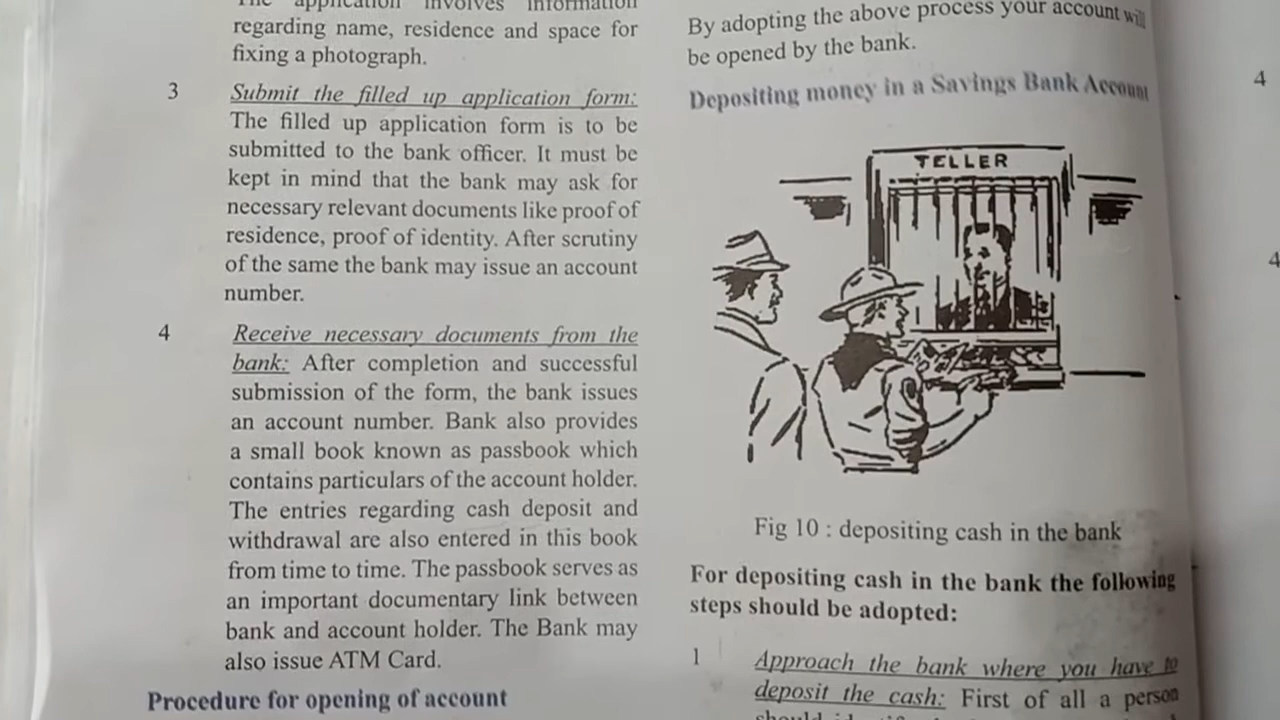 The application involves information
regarding name, residence and space for
fixing a photograph.
3 Submit the filled up application form:
The filled up application form is to be
submitted to the bank officer. It must be
kept in mind that the bank may ask for
necessary relevant documents like proof of
residence, proof of identity. After scrutiny
of the same the bank may issue an account
number.
4 Receive necessary documents from the
bank: After completion and successful
submission of the form, the bank issues
an account number. Bank also provides
a small book known as passbook which
contains particulars of the account holder.
The entries regarding cash deposit and
withdrawal are also entered in this book
from time to time. The passbook serves as
an important documentary link between
bank and account holder. The Bank may
also issue ATM Card.
Procedure for opening of account
By adopting the above process your account will
be opened by the bank.
Depositing money in a Savings Bank Account
TELLER
Fig 10 : depositing cash in the bank
For depositing cash in the bank the following
steps should be adopted:
1 Approach the bank where you have to
deposit the cash: First of all a person
should
4
4